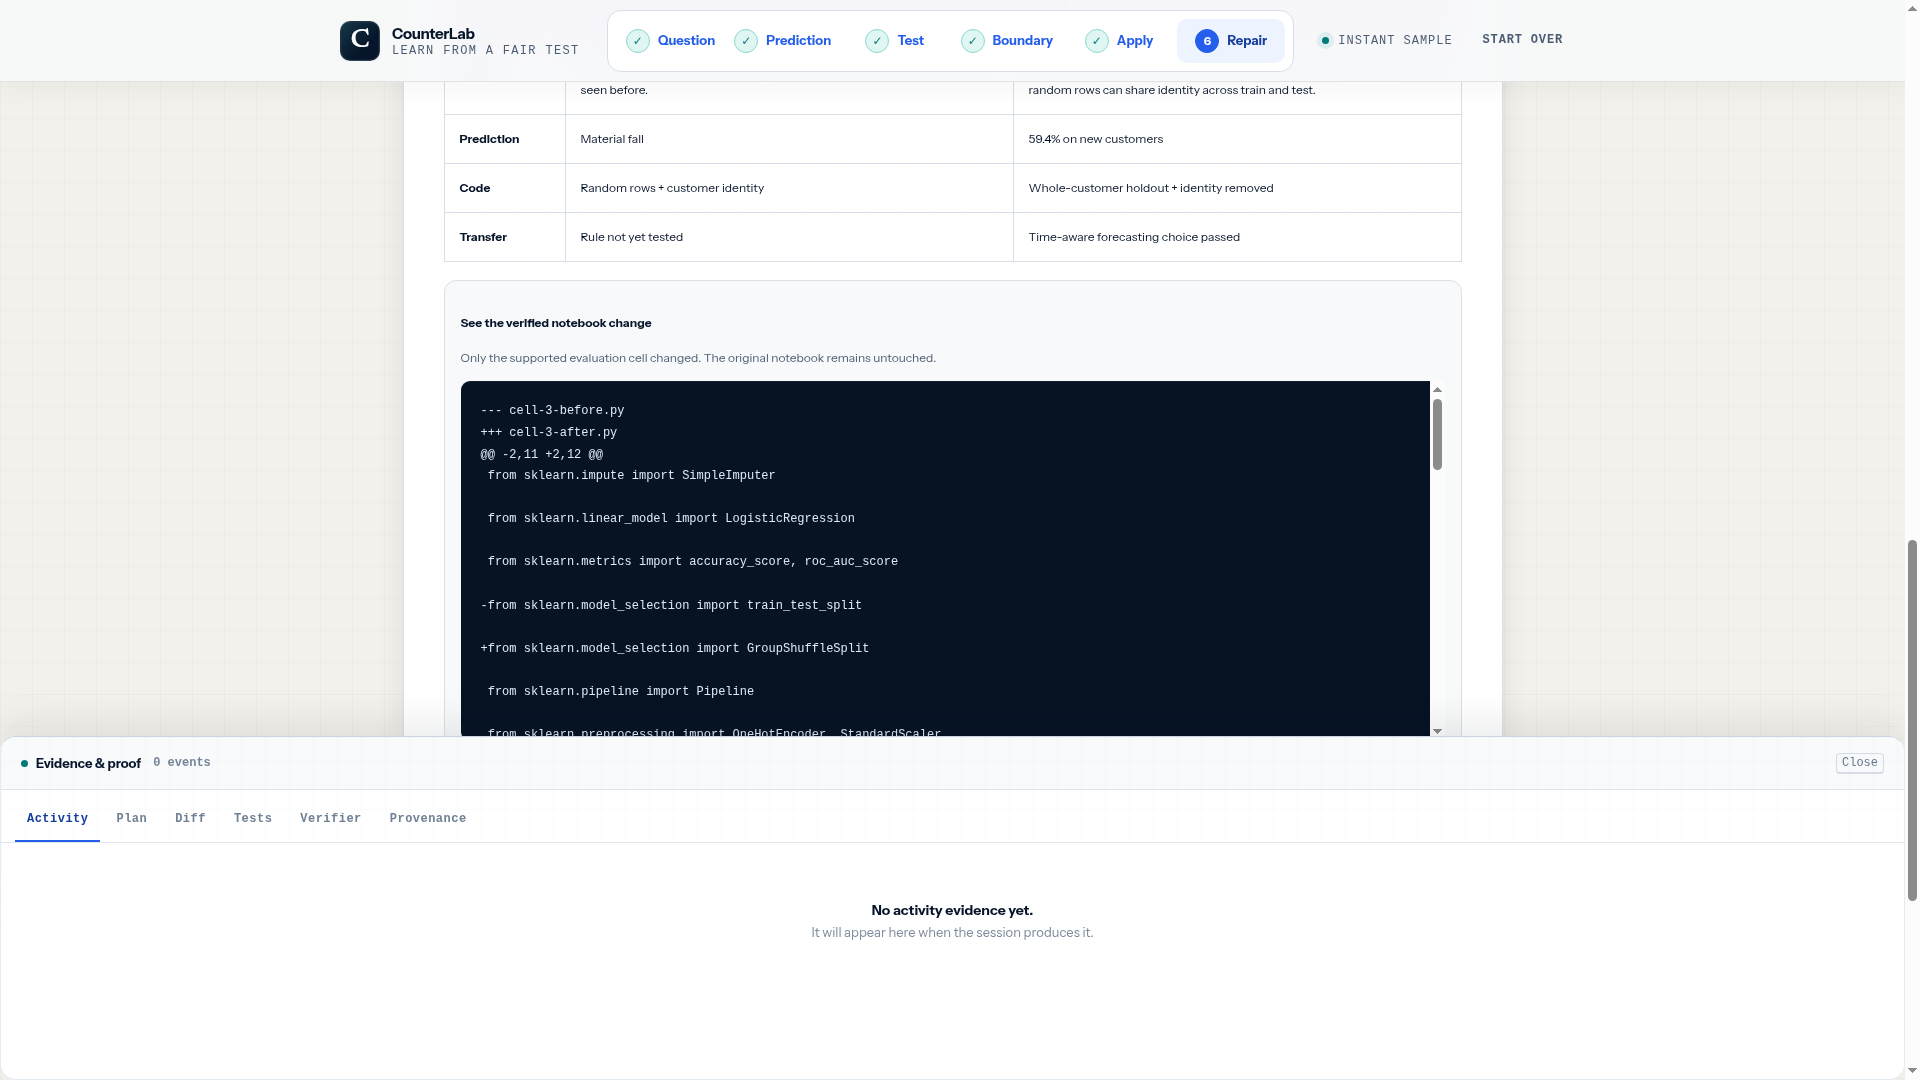 C
CounterLab
LEARN FROM A FAIR TEST
✓ Question ✓ Prediction ✓ Test ✓ Boundary ✓ Apply 6 Repair
INSTANT SAMPLE
START OVER
seen before.
random rows can share identity across train and test.
Prediction Material fall 59.4% on new customers
Code Random rows + customer identity Whole-customer holdout + identity removed
Transfer Rule not yet tested Time-aware forecasting choice passed
See the verified notebook change
Only the supported evaluation cell changed. The original notebook remains untouched.
--- cell-3-before.py
+++ cell-3-after.py
@@ -2,11 +2,12 @@
from sklearn.impute import SimpleImputer
from sklearn.linear_model import LogisticRegression
from sklearn.metrics import accuracy_score, roc_auc_score
-from sklearn.model_selection import train_test_split
+from sklearn.model_selection import GroupShuffleSplit
from sklearn.pipeline import Pipeline
from sklearn.preprocessing import OneHotEncoder, StandardScaler
Evidence & proof 0 events
Close
Activity Plan Diff Tests Verifier Provenance
No activity evidence yet.
It will appear here when the session produces it.